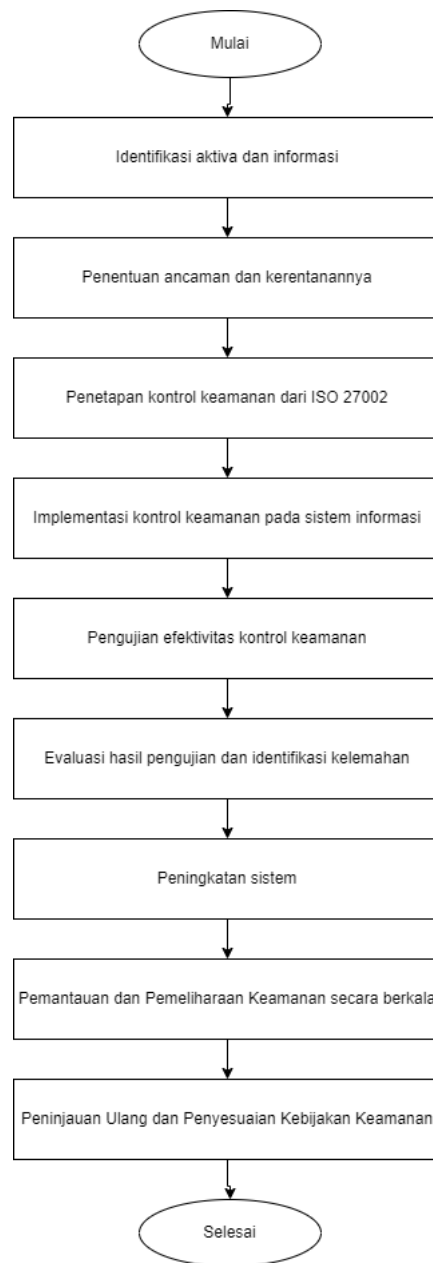 Mulai
Identifikasi aktiva dan informasi
Penentuan ancaman dan kerentanannya
Penetapan kontrol keamanan dari ISO 27002
Implementasi kontrol keamanan pada sistem informasi
Pengujian efektivitas kontrol keamanan
Evaluasi hasil pengujian dan identifikasi kelemahan
Peningkatan sistem
Pemantauan dan Pemeliharaan Keamanan secara berkala
Peninjauan Ulang dan Penyesuaian Kebijakan Keamanan
Selesai